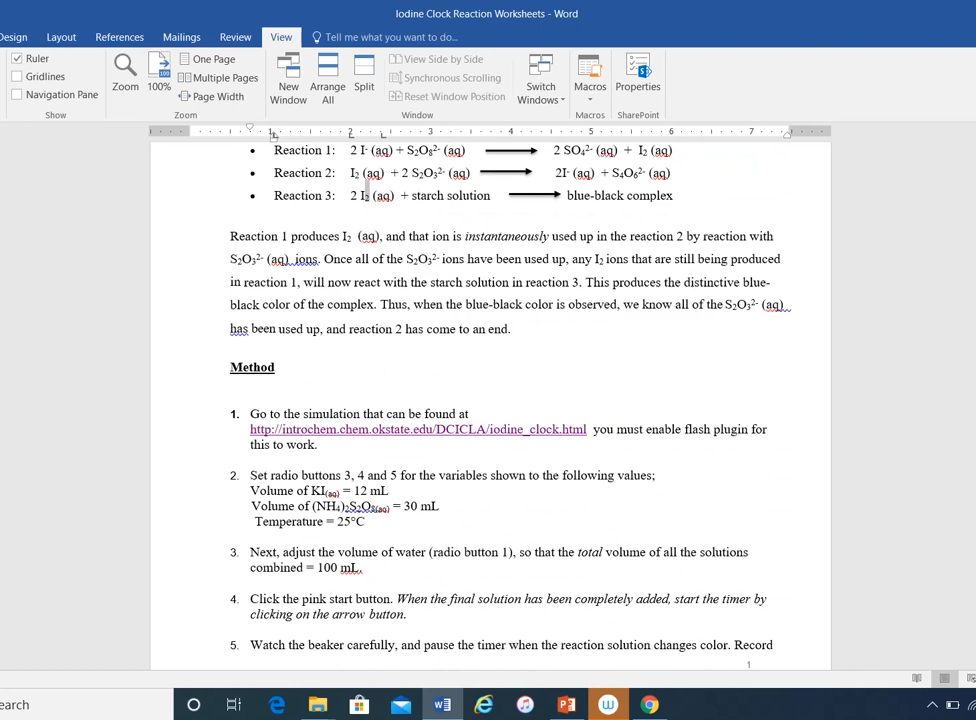 Iodine Clock Reaction Worksheets - Word
Design Layout References Mailings Review View Tell me what you want to do...
Ruler
Gridlines
Navigation Pane
Show
Zoom
100%
One Page
Multiple Pages
Page Width
Zoom
New Window
Arrange All
Split
View Side by Side
Synchronous Scrolling
Reset Window Position
Window
Switch Windows
Macros
Macros
Properties
SharePoint
1 2 3 4 5 6 7
• Reaction 1: 2 I⁻ (aq) + S₂O₈²⁻ (aq) ⟶ 2 SO₄²⁻ (aq) + I₂ (aq)
• Reaction 2: I₂ (aq) + 2 S₂O₃²⁻ (aq) ⟶ 2I⁻ (aq) + S₄O₆²⁻ (aq)
• Reaction 3: 2 I₂ (aq) + starch solution ⟶ blue-black complex
Reaction 1 produces I₂ (aq), and that ion is instantaneously used up in the reaction 2 by reaction with
S₂O₃²⁻ (aq) ions. Once all of the S₂O₃²⁻ ions have been used up, any I₂ ions that are still being produced
in reaction 1, will now react with the starch solution in reaction 3. This produces the distinctive blue-
black color of the complex. Thus, when the blue-black color is observed, we know all of the S₂O₃²⁻ (aq)
has been used up, and reaction 2 has come to an end.
Method
1. Go to the simulation that can be found at
http://introchem.chem.okstate.edu/DCICLA/iodine_clock.html you must enable flash plugin for
this to work.
2. Set radio buttons 3, 4 and 5 for the variables shown to the following values;
Volume of KI(aq) = 12 mL
Volume of (NH₄)₂S₂O₈(aq) = 30 mL
Temperature = 25°C
3. Next, adjust the volume of water (radio button 1), so that the total volume of all the solutions
combined = 100 mL.
4. Click the pink start button. When the final solution has been completely added, start the timer by
clicking on the arrow button.
5. Watch the beaker carefully, and pause the timer when the reaction solution changes color. Record
1
earch